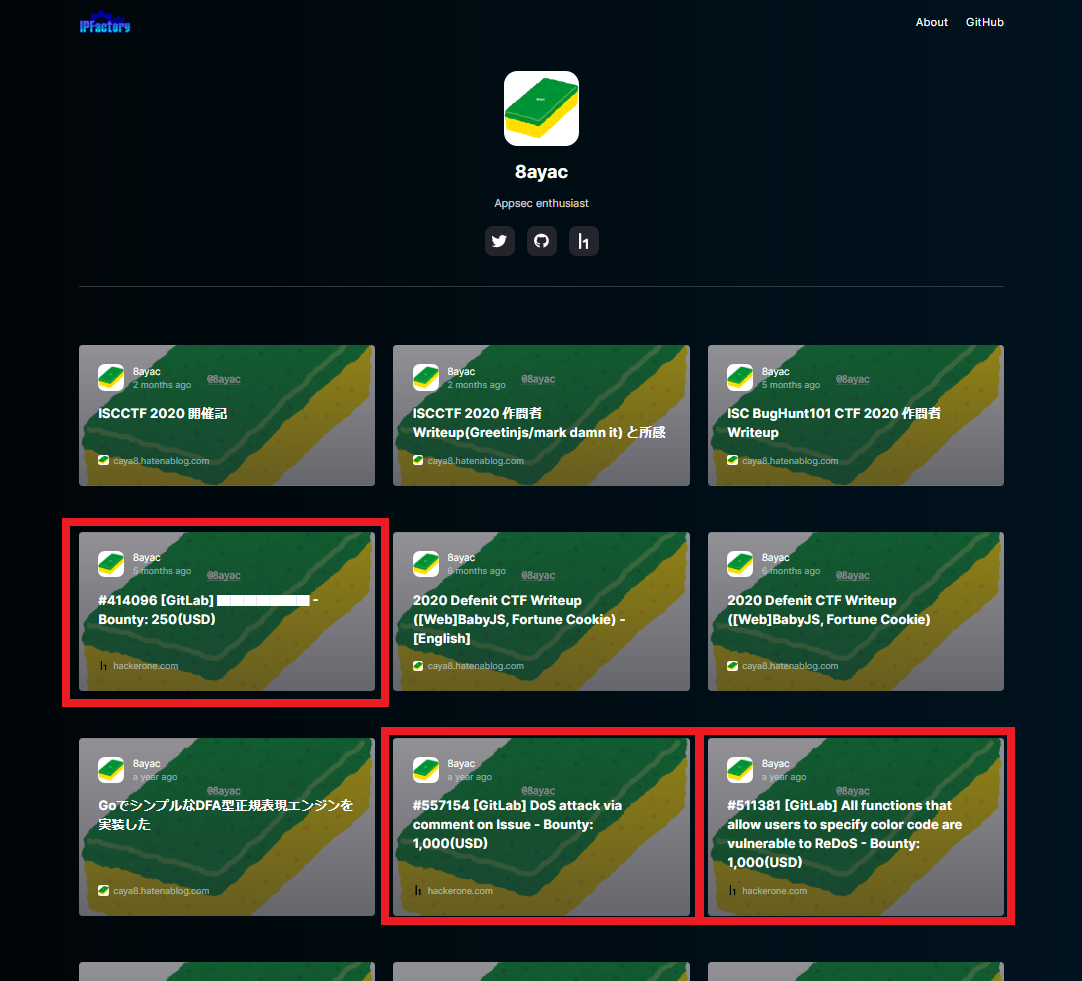 IPFactory
About GitHub
8ayac
Appsec enthusiast
8ayac
2 months ago
@8ayac
ISCCTF 2020 開催記
caya8.hatenablog.com
8ayac
2 months ago
@8ayac
ISCCTF 2020 作問者
Writeup(Greetinjs/mark damn it) と所感
caya8.hatenablog.com
8ayac
5 months ago
@8ayac
ISC BugHunt101 CTF 2020 作問者
Writeup
caya8.hatenablog.com
8ayac
5 months ago
@8ayac
#414096 [GitLab] ██████████ -
Bounty: 250(USD)
hackerone.com
8ayac
6 months ago
@8ayac
2020 Defenit CTF Writeup
([Web]BabyJS, Fortune Cookie) -
[English]
caya8.hatenablog.com
8ayac
6 months ago
@8ayac
2020 Defenit CTF Writeup
([Web]BabyJS, Fortune Cookie)
caya8.hatenablog.com
8ayac
a year ago
@8ayac
GoでシンプルなDFA型正規表現エンジンを
実装した
caya8.hatenablog.com
8ayac
a year ago
@8ayac
#557154 [GitLab] DoS attack via
comment on Issue - Bounty:
1,000(USD)
hackerone.com
8ayac
a year ago
@8ayac
#511381 [GitLab] All functions that
allow users to specify color code are
vulnerable to ReDoS - Bounty:
1,000(USD)
hackerone.com